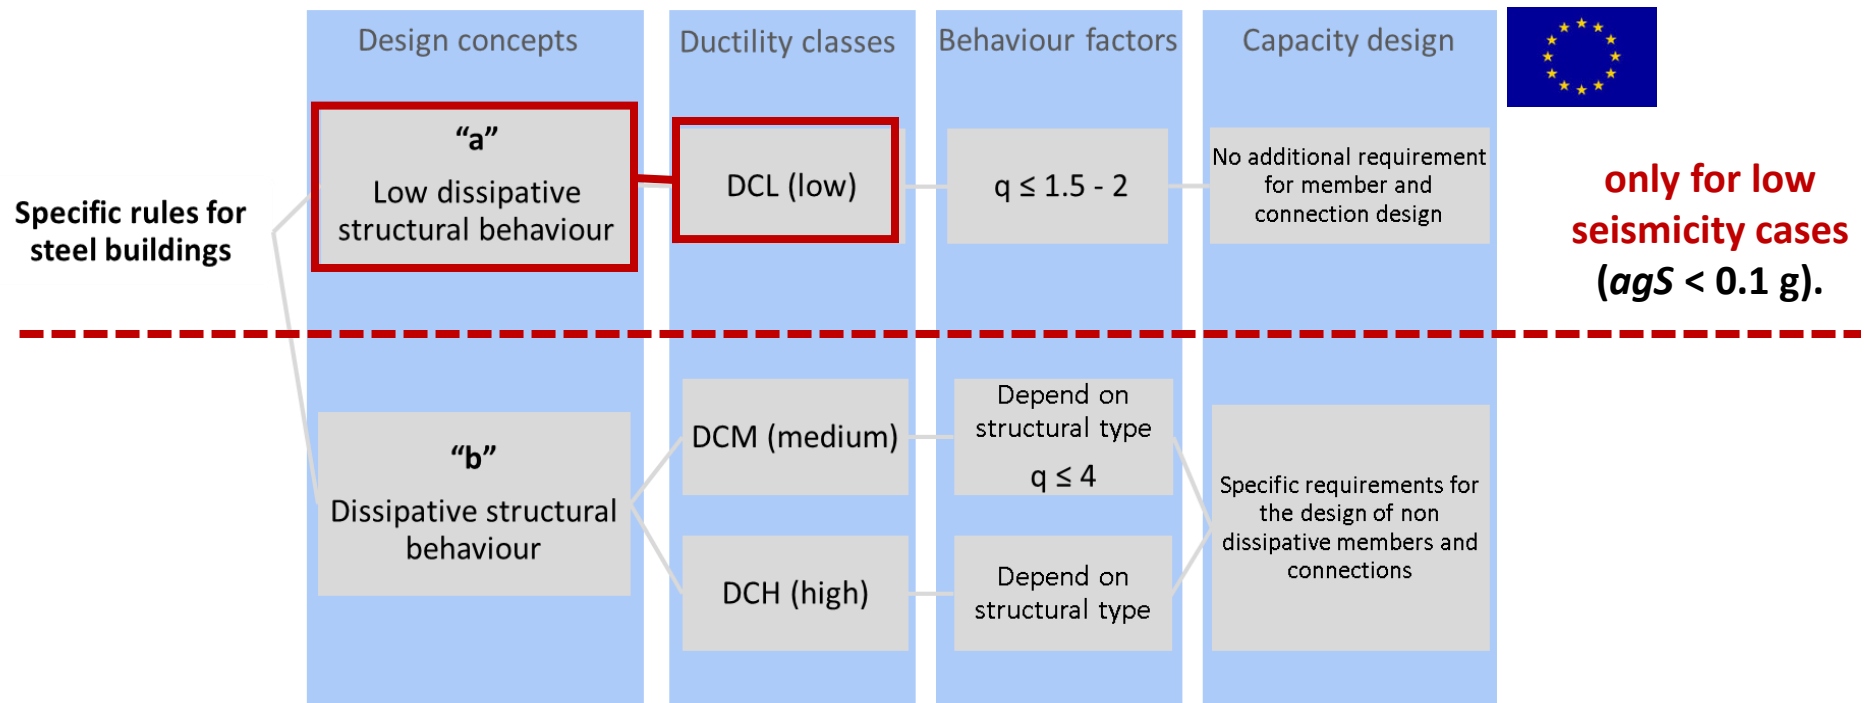 Design concepts
Ductility classes
Behaviour factors
Capacity design
Specific rules for
steel buildings
“a”
Low dissipative
structural behaviour
DCL (low)
q ≤ 1.5 - 2
No additional requirement
for member and
connection design
only for low
seismicity cases
(agS < 0.1 g).
“b”
Dissipative structural
behaviour
DCM (medium)
Depend on
structural type
q ≤ 4
DCH (high)
Depend on
structural type
Specific requirements for
the design of non
dissipative members and
connections